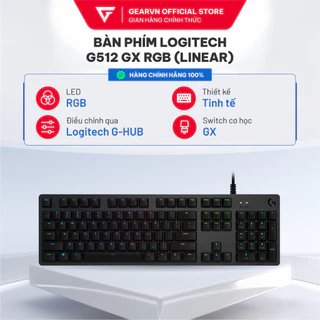 GEARVN OFFICIAL STORE
GIAN HÀNG CHÍNH THỨC
BÀN PHÍM LOGITECH
G512 GX RGB (LINEAR)
HÀNG CHÍNH HÃNG 100%
LED
RGB
Thiết kế
Tinh tế
Điều chỉnh qua
Logitech G-HUB
Switch cơ học
GX